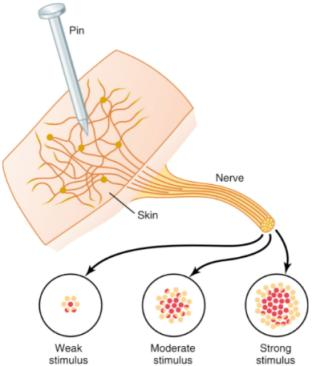 Pin
Nerve
Skin
Weak
stimulus
Moderate
stimulus
Strong
stimulus